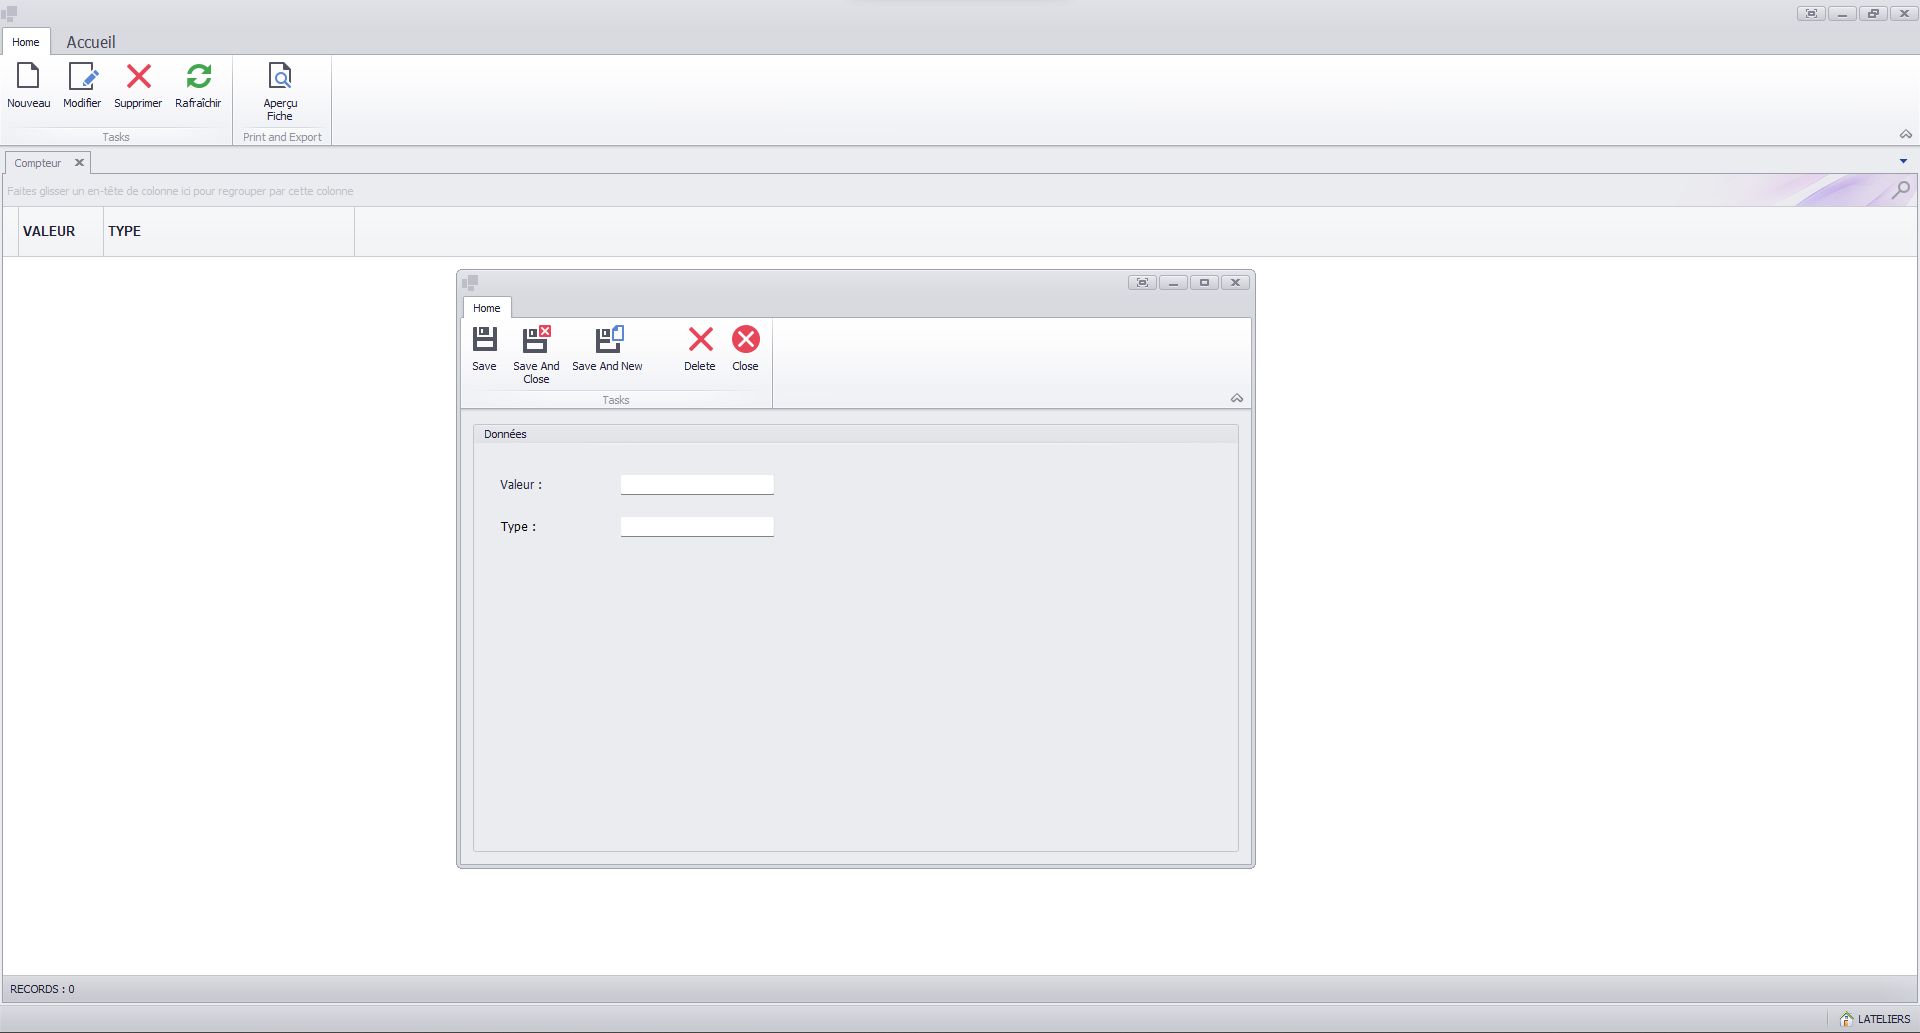 Home Accueil
Nouveau Modifier Supprimer Rafraîchir Aperçu Fiche
Tasks Print and Export
Compteur
Faites glisser un en-tête de colonne ici pour regrouper par cette colonne
VALEUR TYPE
Home
Save Save And Close Save And New Delete Close
Tasks
Données
Valeur :
Type :
RECORDS : 0
LATELIERS